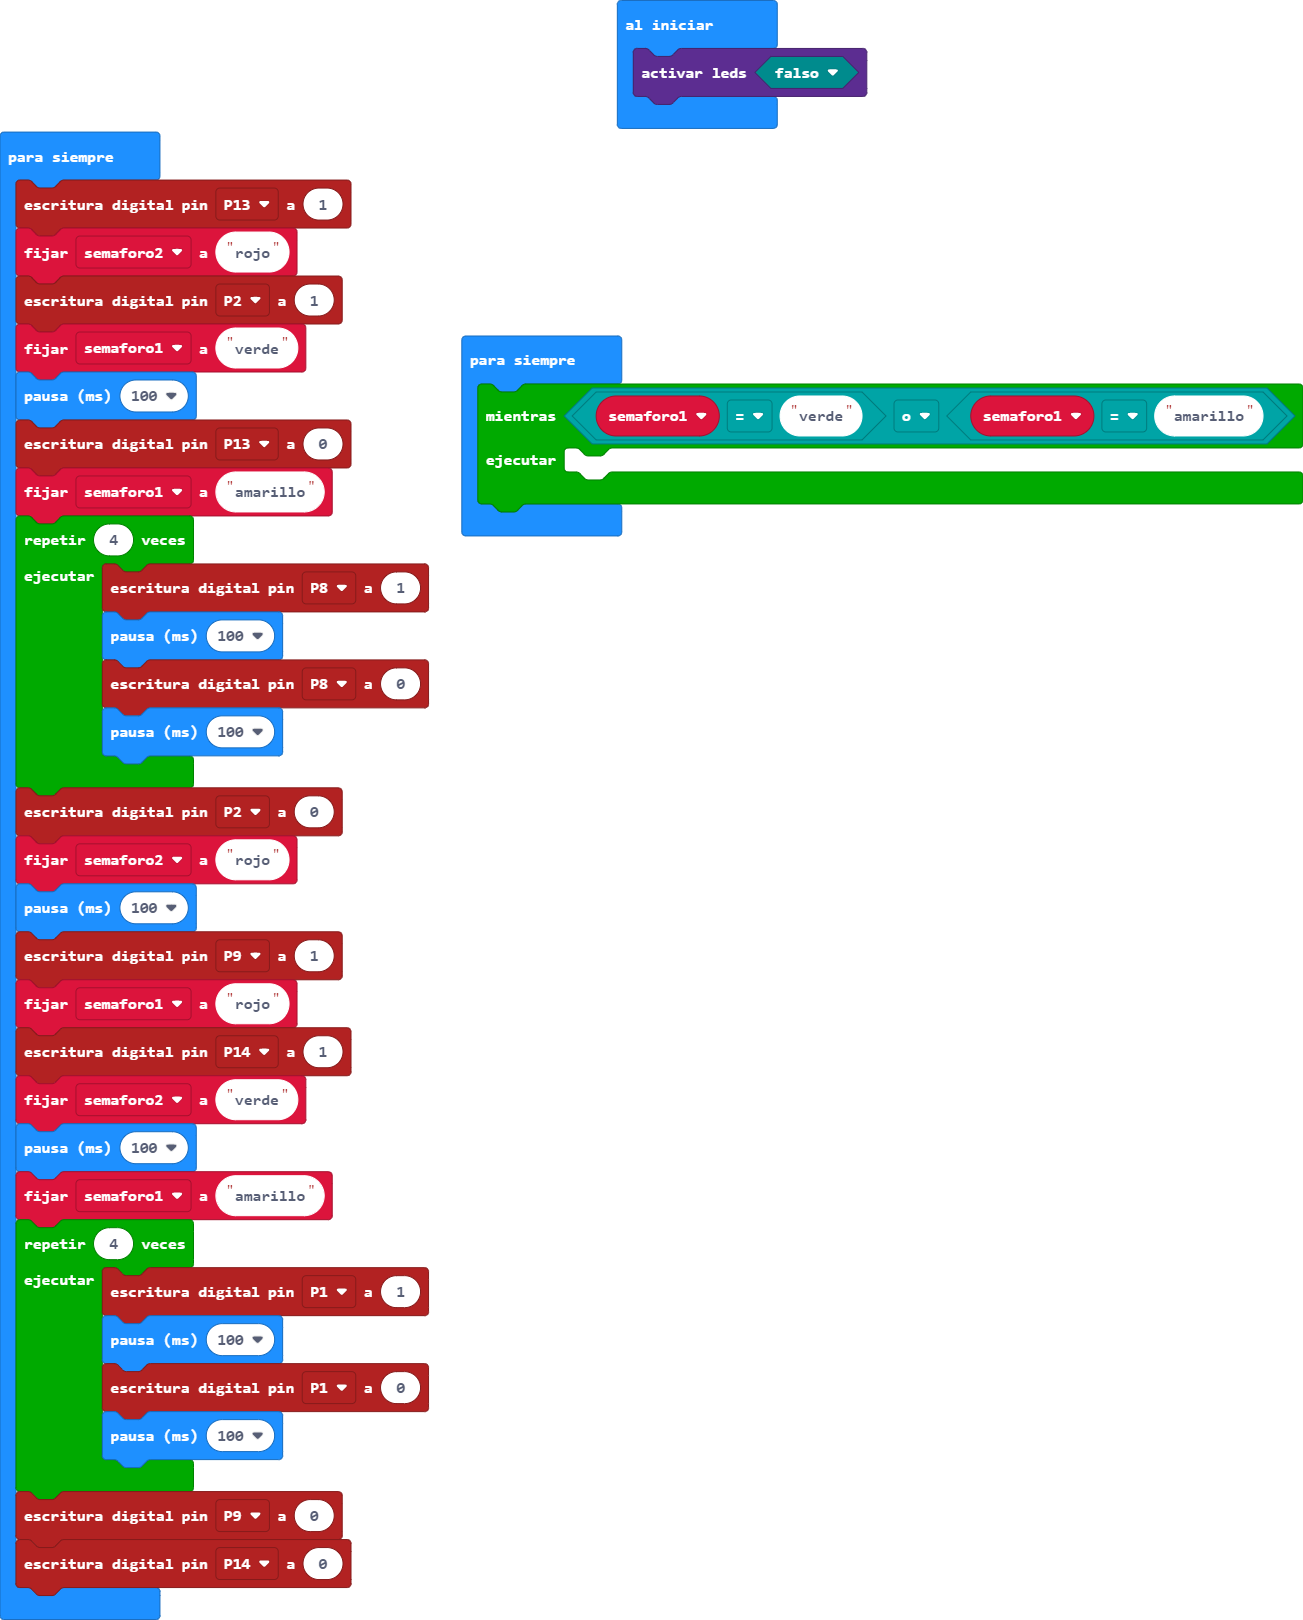 al iniciar
activar leds falso
para siempre
escritura digital pin P13 a 1
fijar semaforo2 a "rojo"
escritura digital pin P2 a 1
fijar semaforo1 a "verde"
pausa (ms) 100
escritura digital pin P13 a 0
fijar semaforo1 a "amarillo"
repetir 4 veces
ejecutar
escritura digital pin P8 a 1
pausa (ms) 100
escritura digital pin P8 a 0
pausa (ms) 100
escritura digital pin P2 a 0
fijar semaforo2 a "rojo"
pausa (ms) 100
escritura digital pin P9 a 1
fijar semaforo1 a "rojo"
escritura digital pin P14 a 1
fijar semaforo2 a "verde"
pausa (ms) 100
fijar semaforo1 a "amarillo"
repetir 4 veces
ejecutar
escritura digital pin P1 a 1
pausa (ms) 100
escritura digital pin P1 a 0
pausa (ms) 100
escritura digital pin P9 a 0
escritura digital pin P14 a 0
para siempre
mientras semaforo1 = "verde" o semaforo1 = "amarillo"
ejecutar